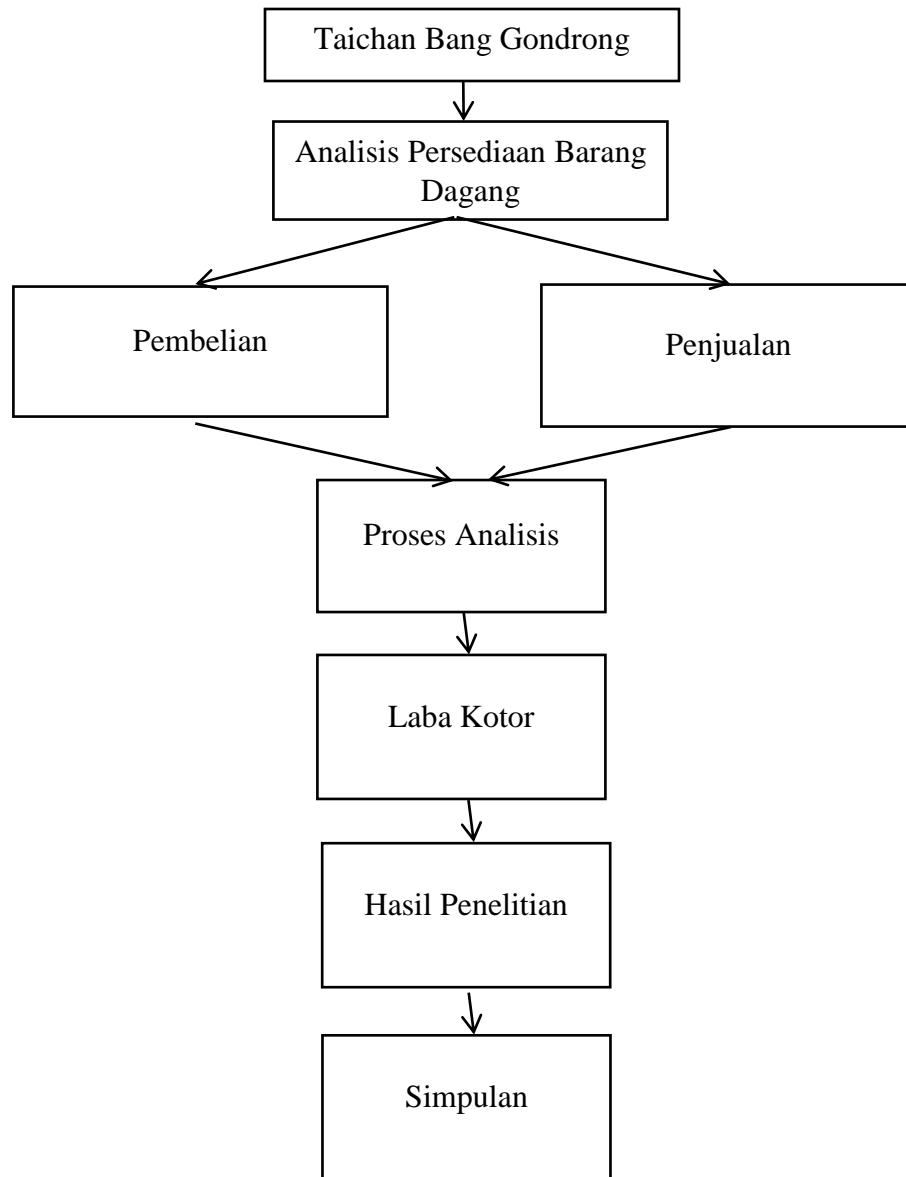 Taichan Bang Gondrong
Analisis Persediaan Barang
Dagang
Pembelian
Penjualan
Proses Analisis
Laba Kotor
Hasil Penelitian
Simpulan